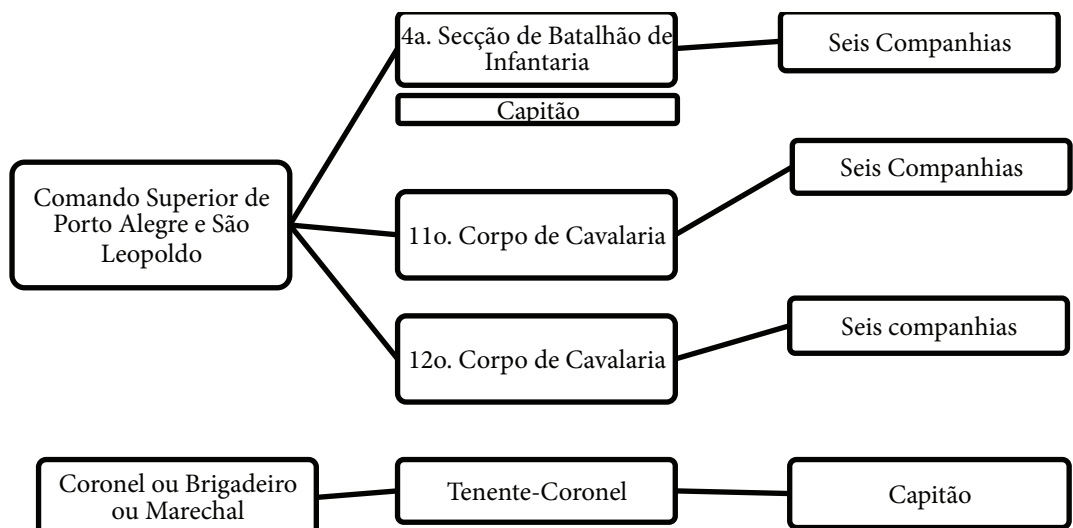 4a. Secção de Batalhão de
Infantaria
Seis Companhias
Capitão
Comando Superior de
Porto Alegre e São
Leopoldo
11o. Corpo de Cavalaria
Seis Companhias
12o. Corpo de Cavalaria
Seis companhias
Coronel ou Brigadeiro
ou Marechal
Tenente-Coronel
Capitão